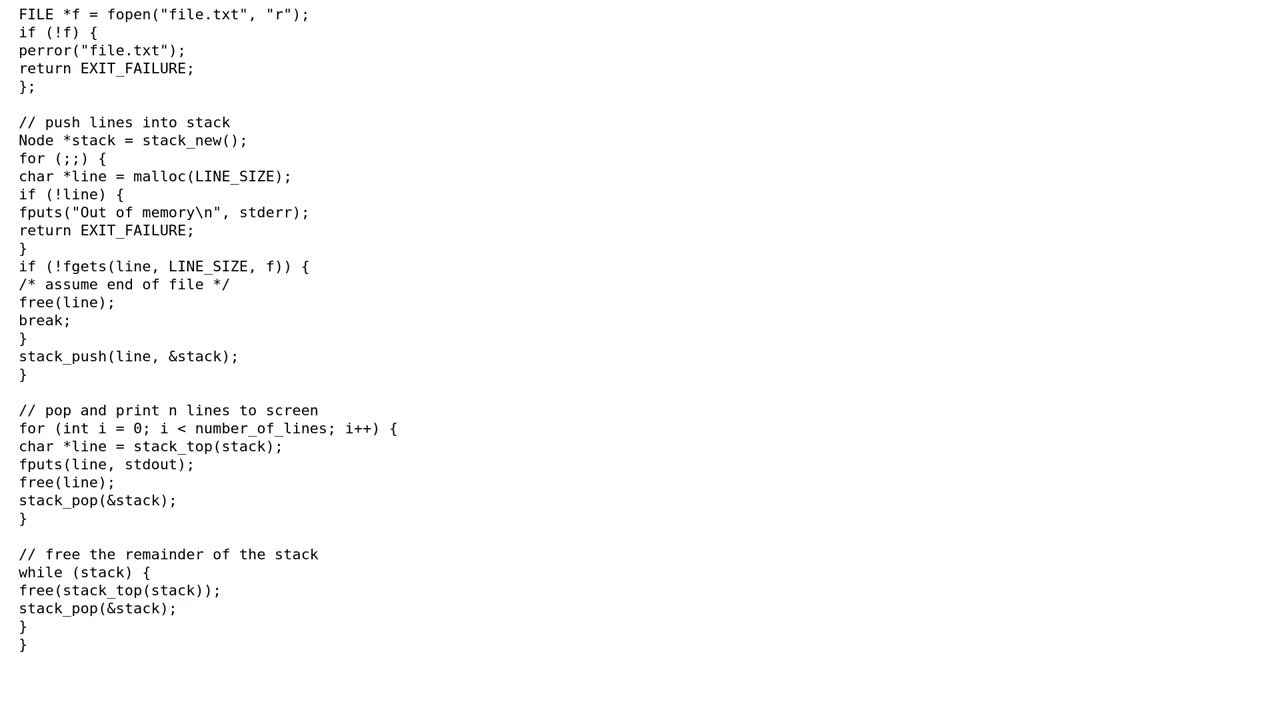 FILE *f = fopen("file.txt", "r");
if (!f) {
perror("file.txt");
return EXIT_FAILURE;
};

// push lines into stack
Node *stack = stack_new();
for (;;) {
char *line = malloc(LINE_SIZE);
if (!line) {
fputs("Out of memory\n", stderr);
return EXIT_FAILURE;
}
if (!fgets(line, LINE_SIZE, f)) {
/* assume end of file */
free(line);
break;
}
stack_push(line, &stack);
}

// pop and print n lines to screen
for (int i = 0; i < number_of_lines; i++) {
char *line = stack_top(stack);
fputs(line, stdout);
free(line);
stack_pop(&stack);
}

// free the remainder of the stack
while (stack) {
free(stack_top(stack));
stack_pop(&stack);
}
}